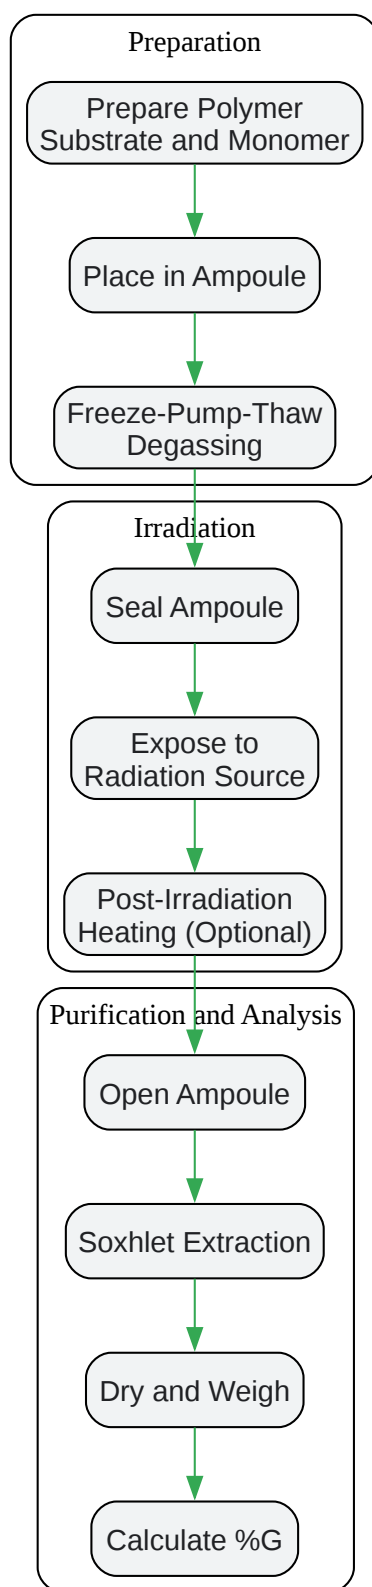 Preparation
Prepare Polymer
Substrate and Monomer
Place in Ampoule
Freeze-Pump-Thaw
Degassing
Irradiation
Seal Ampoule
Expose to
Radiation Source
Post-Irradiation
Heating (Optional)
Purification and Analysis
Open Ampoule
Soxhlet Extraction
Dry and Weigh
Calculate %G